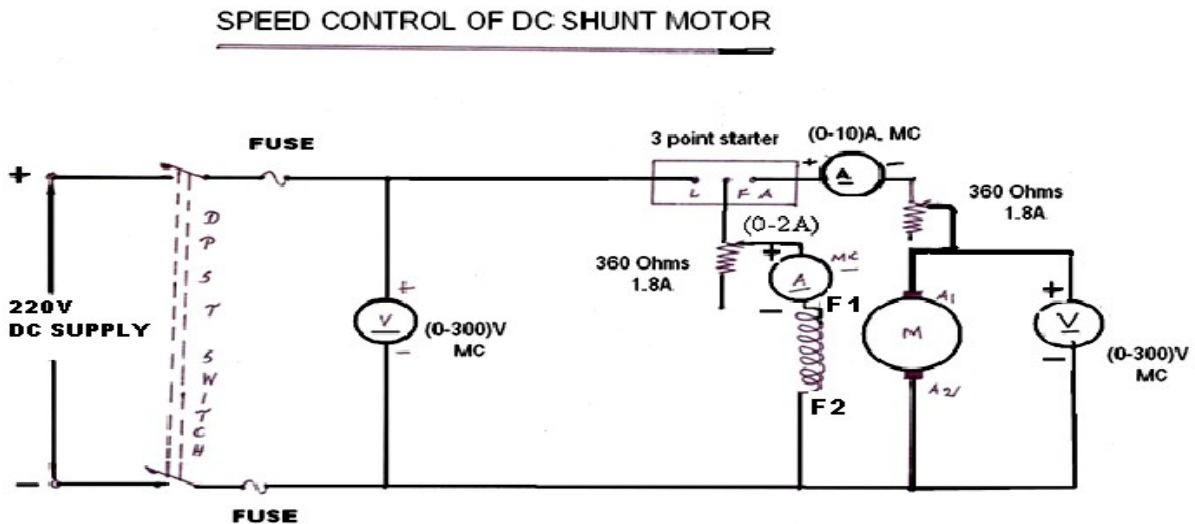 SPEED CONTROL OF DC SHUNT MOTOR
FUSE
3 point starter
(0-10)A, MC
+
+
-
A
L
F
A
360 Ohms
1.8A
DPST SWITCH
(0-2A)
+
MC
A
-
360 Ohms
1.8A
F1
A1
+
220V
DC SUPPLY
+
V
-
(0-300)V
MC
M
V
-
(0-300)V
MC
F2
A2
-
FUSE